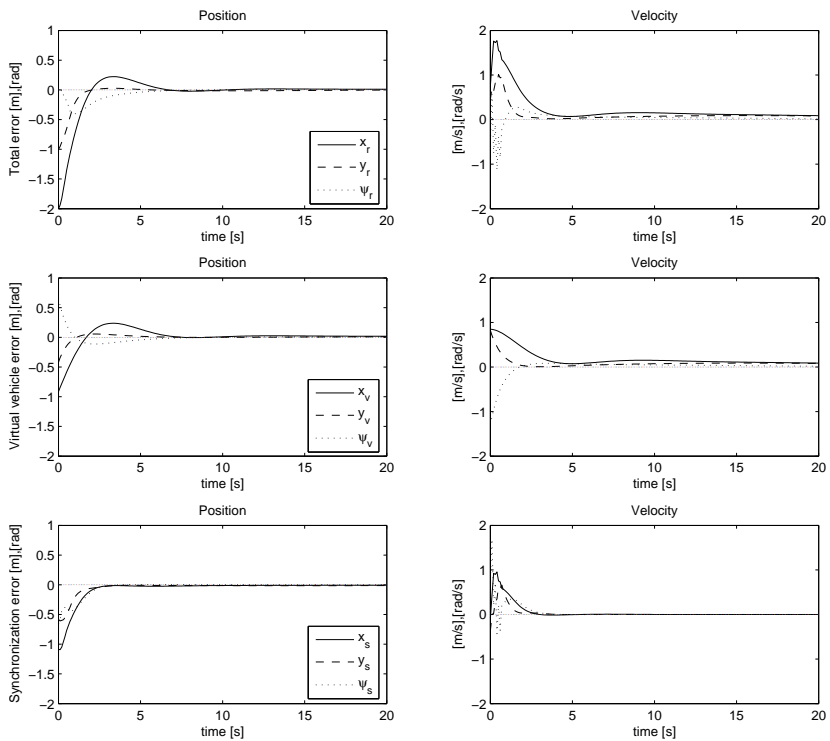 Position
Total error [m],[rad]
1
0.5
0
−0.5
−1
−1.5
−2
x_r
y_r
ψ_r
0 5 10 15 20
time [s]
Velocity
[m/s],[rad/s]
2
1
0
−1
2
0 5 10 15 20
time [s]
Position
Virtual vehicle error [m],[rad]
1
0.5
0
−0.5
−1
−1.5
−2
x_v
y_v
ψ_v
0 5 10 15 20
time [s]
Velocity
[m/s],[rad/s]
2
1
0
−1
−2
0 5 10 15 20
time [s]
Position
Synchronization error [m],[rad]
1
0.5
0
−0.5
−1
−1.5
−2
x_s
y_s
ψ_s
0 5 10 15 20
time [s]
Velocity
[m/s],[rad/s]
2
1
0
−1
−2
0 5 10 15 20
time [s]